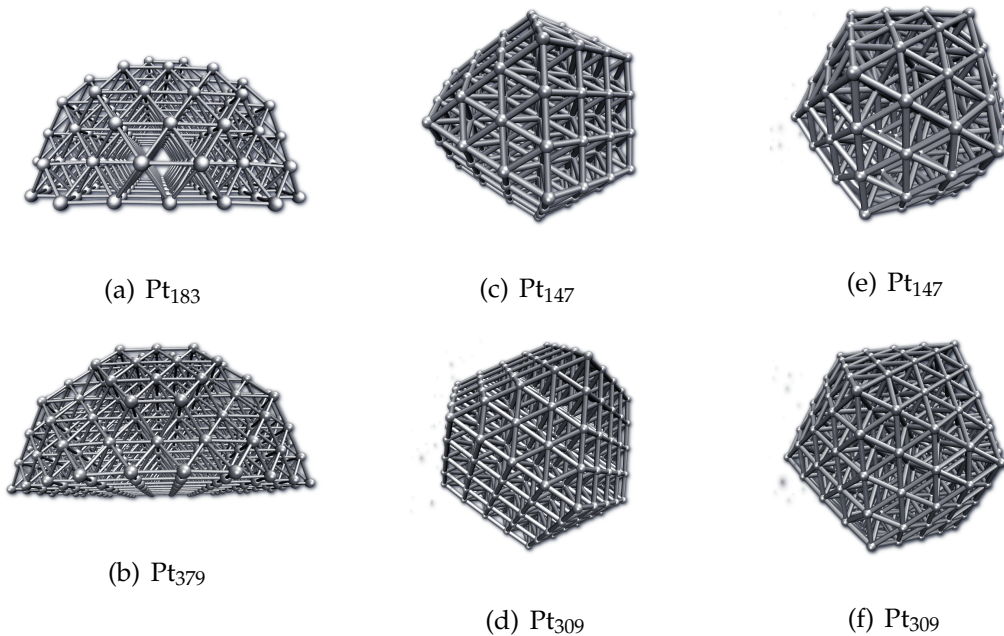 (a) Pt₁₈₃
(c) Pt₁₄₇
(e) Pt₁₄₇
(b) Pt₃₇₉
(d) Pt₃₀₉
(f) Pt₃₀₉